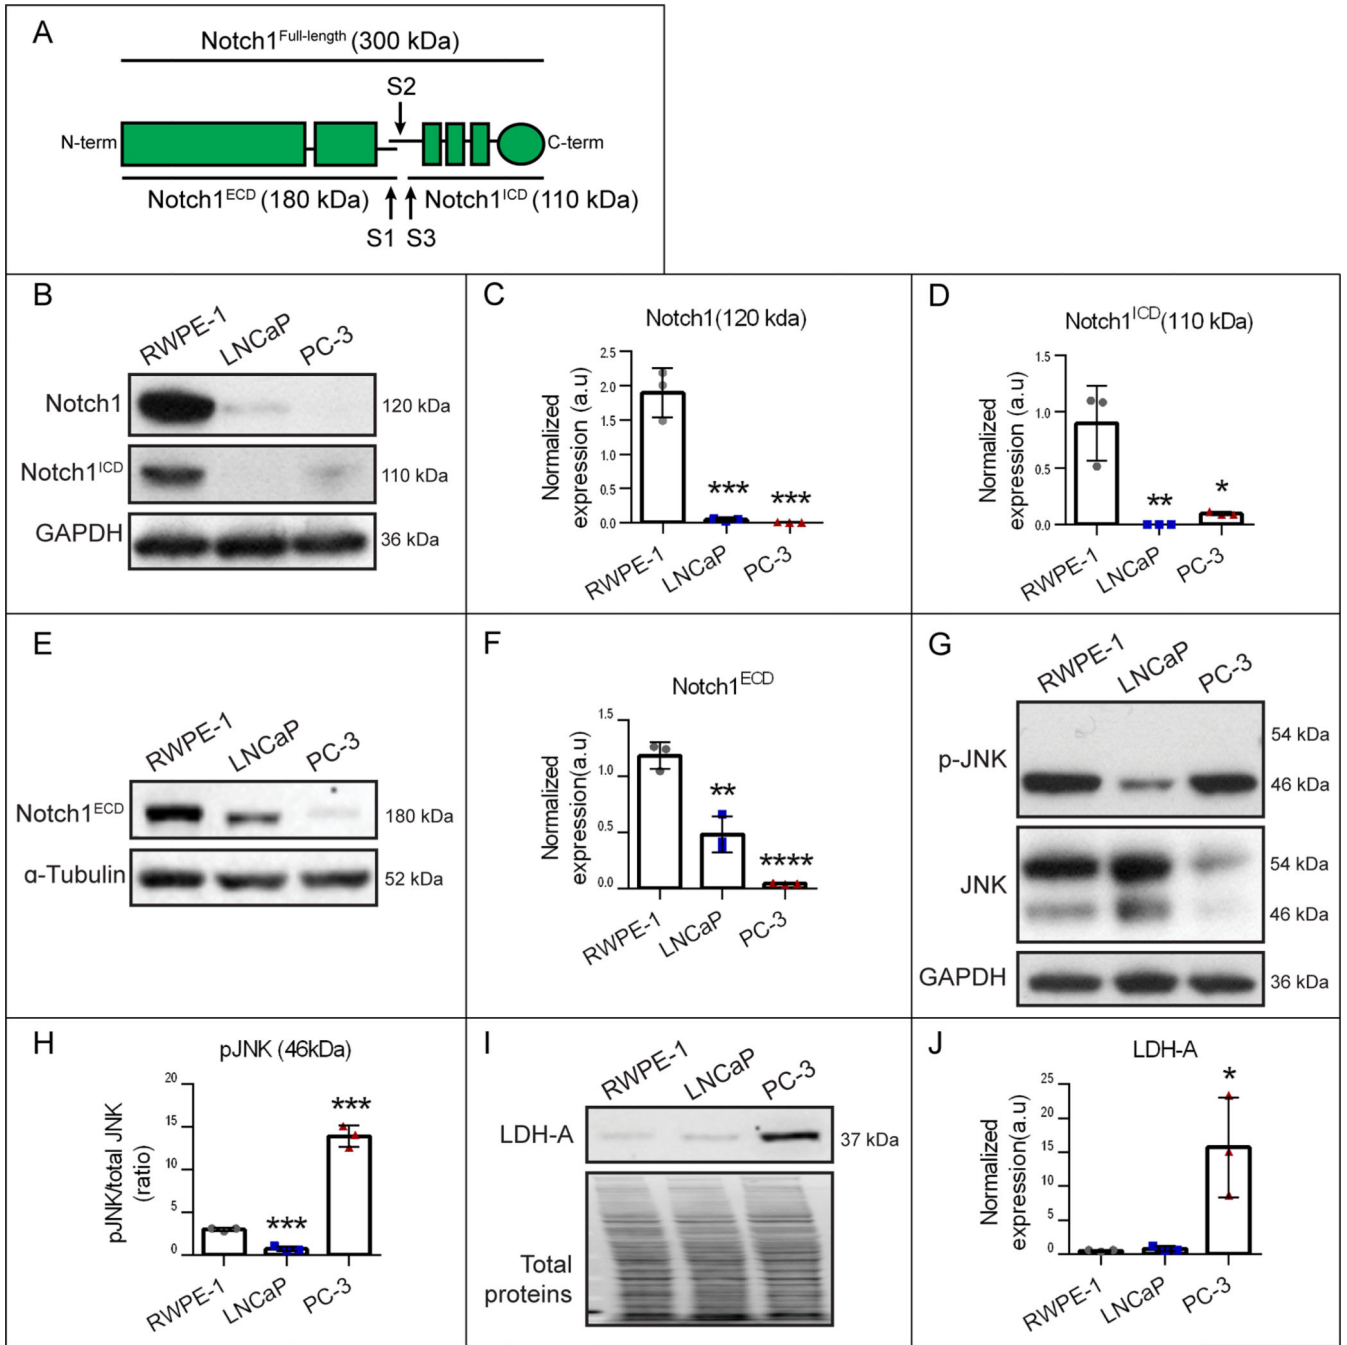 A
Notch1Full-length (300 kDa)
S2
N-term
C-term
Notch1ECD (180 kDa)
Notch1ICD (110 kDa)
S1 S3
B
RWPE-1
LNCaP
PC-3
Notch1
120 kDa
Notch1ICD
110 kDa
GAPDH
36 kDa
C
Notch1(120 kda)
Normalized
expression (a.u)
2.5
2.0
1.5
1.0
0.5
0.0
***
***
RWPE-1
LNCaP
PC-3
D
Notch1ICD(110 kDa)
Normalized
expression (a.u)
1.5
1.0
0.5
0.0
**
*
RWPE-1
LNCaP
PC-3
E
RWPE-1
LNCaP
PC-3
Notch1ECD
180 kDa
α-Tubulin
52 kDa
F
Notch1ECD
Normalized
expression(a.u)
1.5
1.0
0.5
0.0
**
****
RWPE-1
LNCaP
PC-3
G
RWPE-1
LNCaP
PC-3
54 kDa
p-JNK
46 kDa
54 kDa
JNK
46 kDa
GAPDH
36 kDa
H
pJNK (46kDa)
pJNK/total JNK
(ratio)
20
15
10
5
0
***
***
RWPE-1
LNCaP
PC-3
I
RWPE-1
LNCaP
PC-3
LDH-A
37 kDa
Total
proteins
J
LDH-A
Normalized
expression(a.u)
25
20
15
10
5
0
*
RWPE-1
LNCaP
PC-3